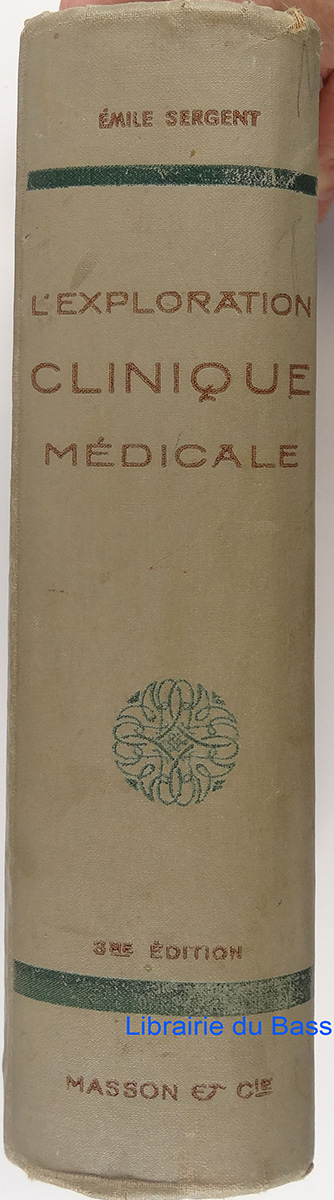 ÉMILE SERGENT
L'EXPLORATION
CLINIQUE
MÉDICALE
3ME ÉDITION
Librairie du Bass
MASSON ET CIE